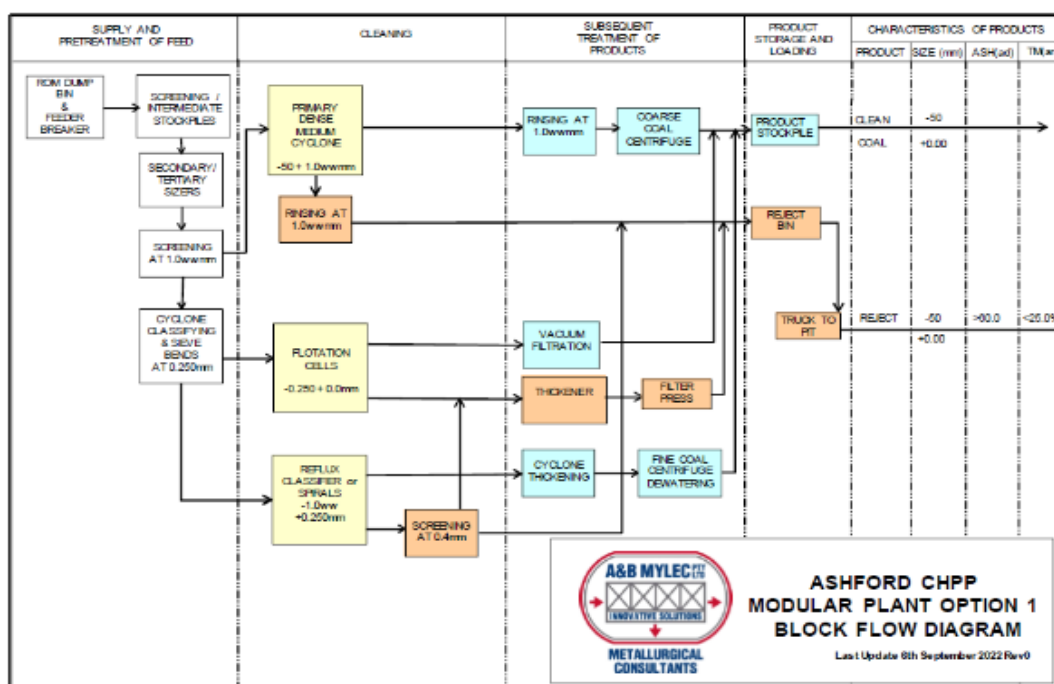 SUPPLY AND
PRETREATMENT OF FEED
CLEANING
SUBSEQUENT
TREATMENT OF
PRODUCTS
PRODUCT
STORAGE AND
LOADING
CHARACTERISTICS OF PRODUCTS
PRODUCT
SIZE (mm)
ASH(ad)
TM(ar
ROM DUMP
BIN
&
FEEDER
BREAKER
SCREENING /
INTERMEDIATE
STOCKPILES
SECONDARY/
TERTIARY
SIZERS
SCREENING
AT 1.0wwmm
CYCLONE
CLASSIFYING
& SIEVE
BENDS
AT 0.250mm
PRIMARY
DENSE
MEDIUM
CYCLONE
-50 + 1.0wwmm
RINSING AT
1.0wwmm
FLOTATION
CELLS
-0.250 + 0.0mm
REFLUX
CLASSIFIER or
SPIRALS
-1.0ww
+0.250mm
SCREENING
AT 0.4mm
RINSING AT
1.0wwmm
COARSE
COAL
CENTRIFUGE
VACUUM
FILTRATION
THICKENER
FILTER
PRESS
CYCLONE
THICKENING
FINE COAL
CENTRIFUGE
DEWATERING
PRODUCT
STOCKPILE
REJECT
BIN
TRUCK TO
PIT
CLEAN
COAL
-50
+0.00
REJECT
-50
+0.00
>60.0
<25.0%
A&B MYLEC PTY LTD
INNOVATIVE SOLUTIONS
METALLURGICAL
CONSULTANTS
ASHFORD CHPP
MODULAR PLANT OPTION 1
BLOCK FLOW DIAGRAM
Last Update 6th September 2022 Rev0